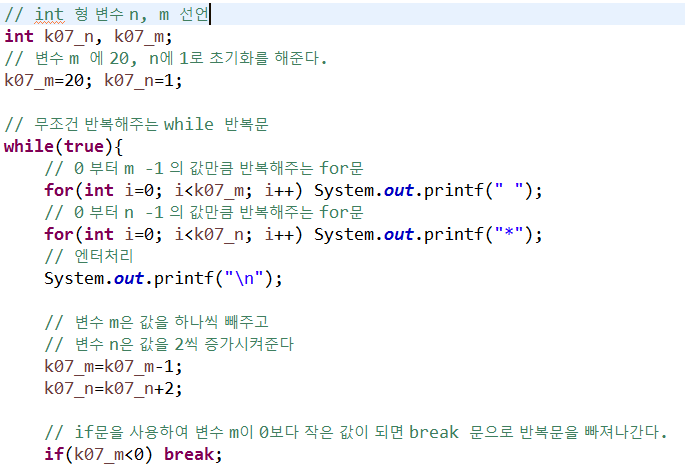 // int 형 변수 n, m 선언
int k07_n, k07_m;
// 변수 m 에 20, n에 1로 초기화를 해준다.
k07_m=20; k07_n=1;
// 무조건 반복해주는 while 반복문
while(true){
// 0 부터 m -1 의 값만큼 반복해주는 for문
for(int i=0; i<k07_m; i++) System.out.printf(" ");
// 0 부터 n -1 의 값만큼 반복해주는 for문
for(int i=0; i<k07_n; i++) System.out.printf("*");
// 엔터처리
System.out.printf("\n");
// 변수 m은 값을 하나씩 빼주고
// 변수 n은 값을 2씩 증가시켜준다
k07_m=k07_m-1;
k07_n=k07_n+2;
// if문을 사용하여 변수 m이 0보다 작은 값이 되면 break 문으로 반복문을 빠져나간다.
if(k07_m<0) break;